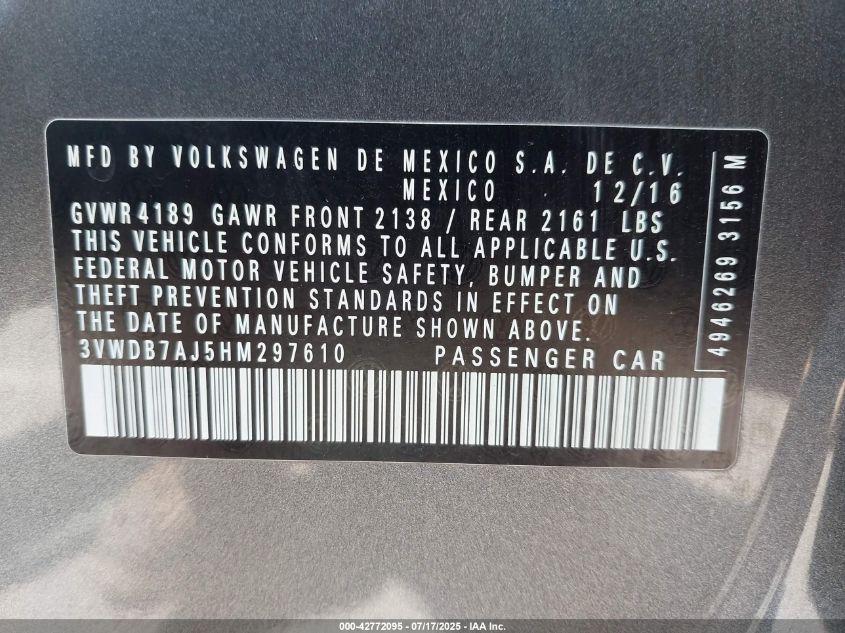 MFD BY VOLKSWAGEN DE MEXICO S.A. DE C.V.
MEXICO 12/16
GVWR 4189 GAWR FRONT 2138 / REAR 2161 LBS
THIS VEHICLE CONFORMS TO ALL APPLICABLE U.S.
FEDERAL MOTOR VEHICLE SAFETY, BUMPER AND
THEFT PREVENTION STANDARDS IN EFFECT ON
THE DATE OF MANUFACTURE SHOWN ABOVE.
3VWDB7AJ5HM297610 PASSENGER CAR
4946269 3156 M
000-42772095 - 07/17/2025 - IAA Inc.